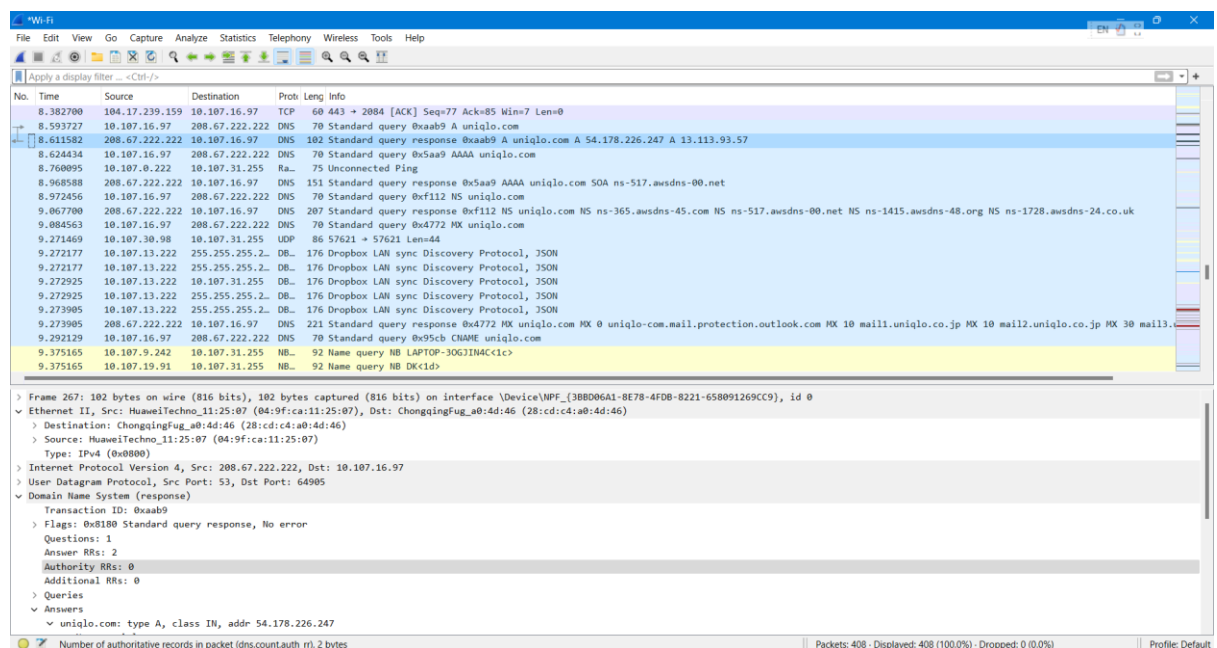 *Wi-Fi
EN
File Edit View Go Capture Analyze Statistics Telephony Wireless Tools Help
Apply a display filter ... <Ctrl-/>
No. Time Source Destination Proto Leng Info
8.382700 104.17.239.159 10.107.16.97 TCP 60 443 → 2084 [ACK] Seq=77 Ack=85 Win=7 Len=0
8.593727 10.107.16.97 208.67.222.222 DNS 70 Standard query 0xaab9 A uniqlo.com
8.611582 208.67.222.222 10.107.16.97 DNS 102 Standard query response 0xaab9 A uniqlo.com A 54.178.226.247 A 13.113.93.57
8.624434 10.107.16.97 208.67.222.222 DNS 70 Standard query 0x5aa9 AAAA uniqlo.com
8.760095 10.107.0.222 10.107.31.255 Ra… 75 Unconnected Ping
8.968588 208.67.222.222 10.107.16.97 DNS 151 Standard query response 0x5aa9 AAAA uniqlo.com SOA ns-517.awsdns-00.net
8.972456 10.107.16.97 208.67.222.222 DNS 70 Standard query 0xf112 NS uniqlo.com
9.067700 208.67.222.222 10.107.16.97 DNS 207 Standard query response 0xf112 NS uniqlo.com NS ns-365.awsdns-45.com NS ns-517.awsdns-00.net NS ns-1415.awsdns-48.org NS ns-1728.awsdns-24.co.uk
9.084563 10.107.16.97 208.67.222.222 DNS 70 Standard query 0x4772 MX uniqlo.com
9.271469 10.107.30.98 10.107.31.255 UDP 86 57621 → 57621 Len=44
9.272177 10.107.13.222 255.255.255.2… DB… 176 Dropbox LAN sync Discovery Protocol, JSON
9.272177 10.107.13.222 255.255.255.2… DB… 176 Dropbox LAN sync Discovery Protocol, JSON
9.272925 10.107.13.222 10.107.31.255 DB… 176 Dropbox LAN sync Discovery Protocol, JSON
9.272925 10.107.13.222 255.255.255.2… DB… 176 Dropbox LAN sync Discovery Protocol, JSON
9.273905 10.107.13.222 255.255.255.2… DB… 176 Dropbox LAN sync Discovery Protocol, JSON
9.273905 208.67.222.222 10.107.16.97 DNS 221 Standard query response 0x4772 MX uniqlo.com MX 0 uniqlo-com.mail.protection.outlook.com MX 10 mail1.uniqlo.co.jp MX 10 mail2.uniqlo.co.jp MX 30 mail3.u
9.292129 10.107.16.97 208.67.222.222 DNS 70 Standard query 0x95cb CNAME uniqlo.com
9.375165 10.107.9.242 10.107.31.255 NB… 92 Name query NB LAPTOP-3OGJIN4C<1c>
9.375165 10.107.19.91 10.107.31.255 NB… 92 Name query NB DK<1d>
Frame 267: 102 bytes on wire (816 bits), 102 bytes captured (816 bits) on interface \Device\NPF_{3BBD06A1-8E78-4FDB-8221-658091269CC9}, id 0
Ethernet II, Src: HuaweiTechno_11:25:07 (04:9f:ca:11:25:07), Dst: ChongqingFug_a0:4d:46 (28:cd:c4:a0:4d:46)
Destination: ChongqingFug_a0:4d:46 (28:cd:c4:a0:4d:46)
Source: HuaweiTechno_11:25:07 (04:9f:ca:11:25:07)
Type: IPv4 (0x0800)
Internet Protocol Version 4, Src: 208.67.222.222, Dst: 10.107.16.97
User Datagram Protocol, Src Port: 53, Dst Port: 64905
Domain Name System (response)
Transaction ID: 0xaab9
Flags: 0x8180 Standard query response, No error
Questions: 1
Answer RRs: 2
Authority RRs: 0
Additional RRs: 0
Queries
Answers
uniqlo.com: type A, class IN, addr 54.178.226.247
Number of authoritative records in packet (dns.count.auth_rr), 2 bytes
Packets: 408 · Displayed: 408 (100.0%) · Dropped: 0 (0.0%)
Profile: Default